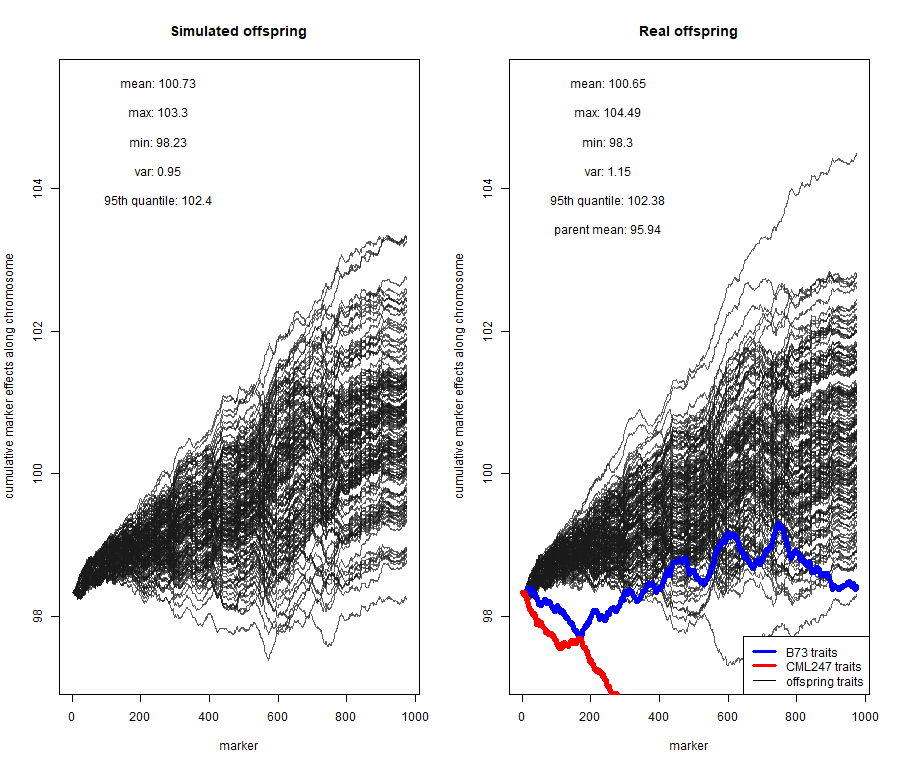 Simulated offspring
mean: 100.73
max: 103.3
min: 98.23
var: 0.95
95th quantile: 102.4
cumulative marker effects along chromosome
98
100
102
104
0 200 400 600 800 1000
marker
Real offspring
mean: 100.65
max: 104.49
min: 98.3
var: 1.15
95th quantile: 102.38
parent mean: 95.94
cumulative marker effects along chromosome
98
100
102
104
B73 traits
CML247 traits
offspring traits
0 200 400 600 800 1000
marker